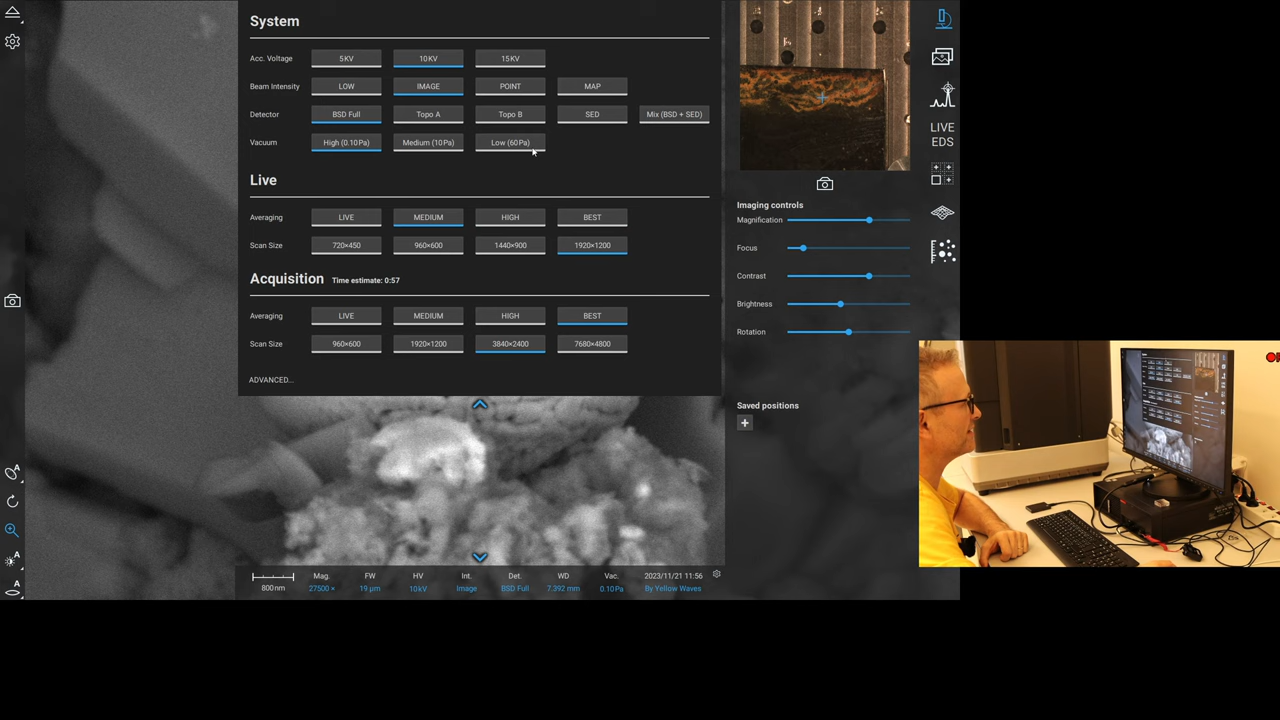 System
Acc. Voltage 5KV 10KV 15KV
Beam Intensity LOW IMAGE POINT MAP
Detector BSD Full Topo A Topo B SED Mix (BSD + SED)
Vacuum High (0.10Pa) Medium (10Pa) Low (60Pa)
Live
Averaging LIVE MEDIUM HIGH BEST
Scan Size 720×450 960×600 1440×900 1920×1200
Acquisition Time estimate: 0:57
Averaging LIVE MEDIUM HIGH BEST
Scan Size 960×600 1920×1200 3840×2400 7680×4800
ADVANCED...
800nm
Mag. FW HV Int. Det. WD Vac. 2023/11/21 11:56
27500 × 19 µm 10kV Image BSD Full 7.392 mm 0.10Pa By Yellow Waves
Imaging controls
Magnification
Focus
Contrast
Brightness
Rotation
Saved positions
LIVE
EDS